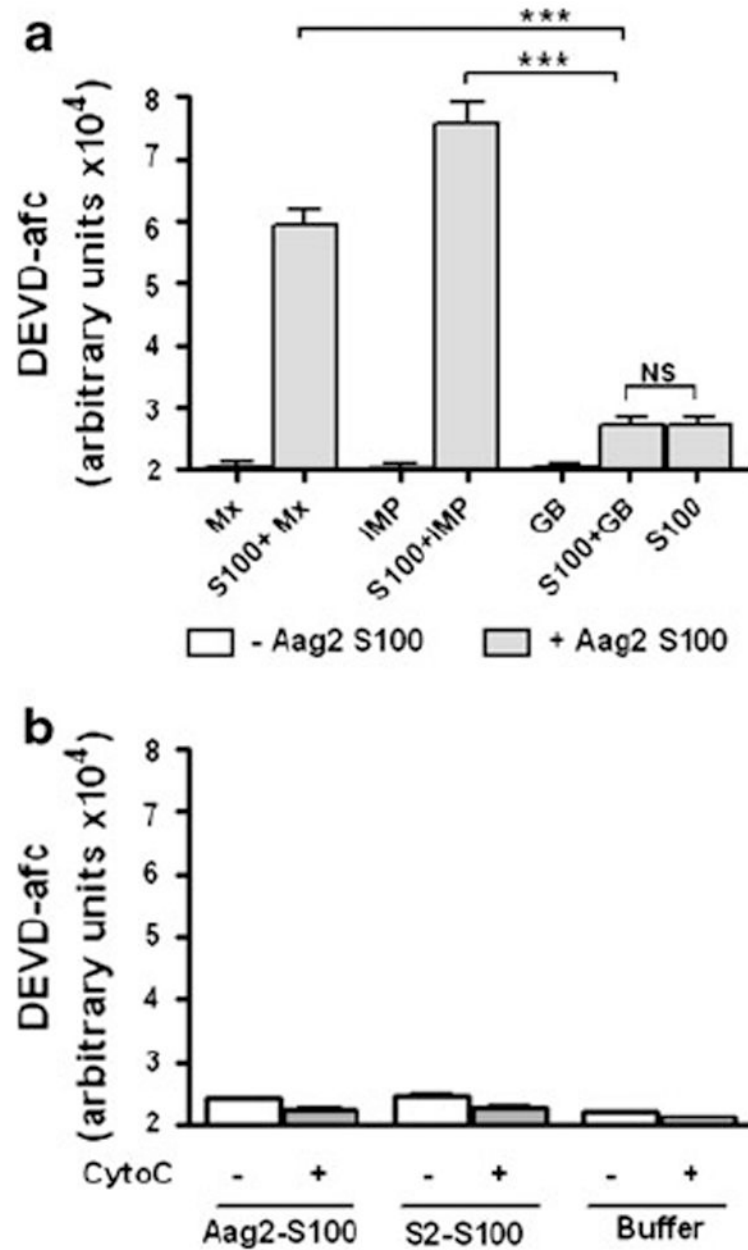 a
***
***
DEVD-afc
(arbitrary units x10⁴)
8
7
6
5
4
3
2
NS
Mx
S100+ Mx
IMP
S100+IMP
GB
S100+GB
S100
- Aag2 S100
+ Aag2 S100
b
DEVD-afc
(arbitrary units x10⁴)
8
7
6
5
4
3
2
CytoC - + - + - +
Aag2-S100 S2-S100 Buffer